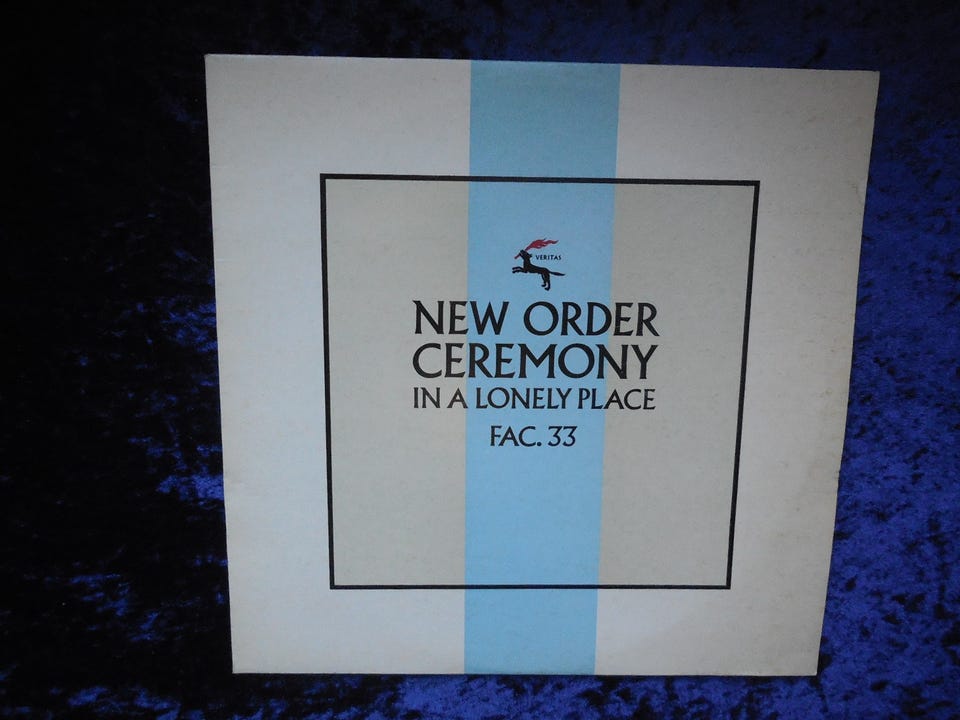 VERITAS
NEW ORDER
CEREMONY
IN A LONELY PLACE
FAC. 33